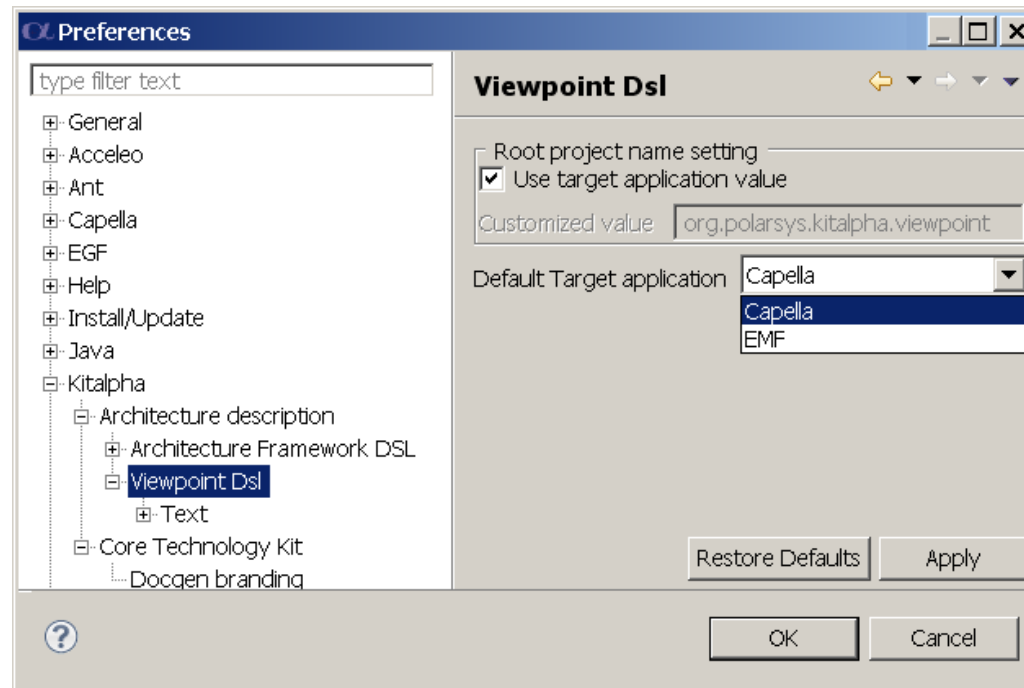 Preferences
type filter text
General
Acceleo
Ant
Capella
EGF
Help
Install/Update
Java
Kitalpha
Architecture description
Architecture Framework DSL
Viewpoint Dsl
Text
Core Technology Kit
Docgen branding
Viewpoint Dsl
Root project name setting
Use target application value
Customized value org.polarsys.kitalpha.viewpoint
Default Target application Capella
Capella
EMF
Restore Defaults Apply
? OK Cancel